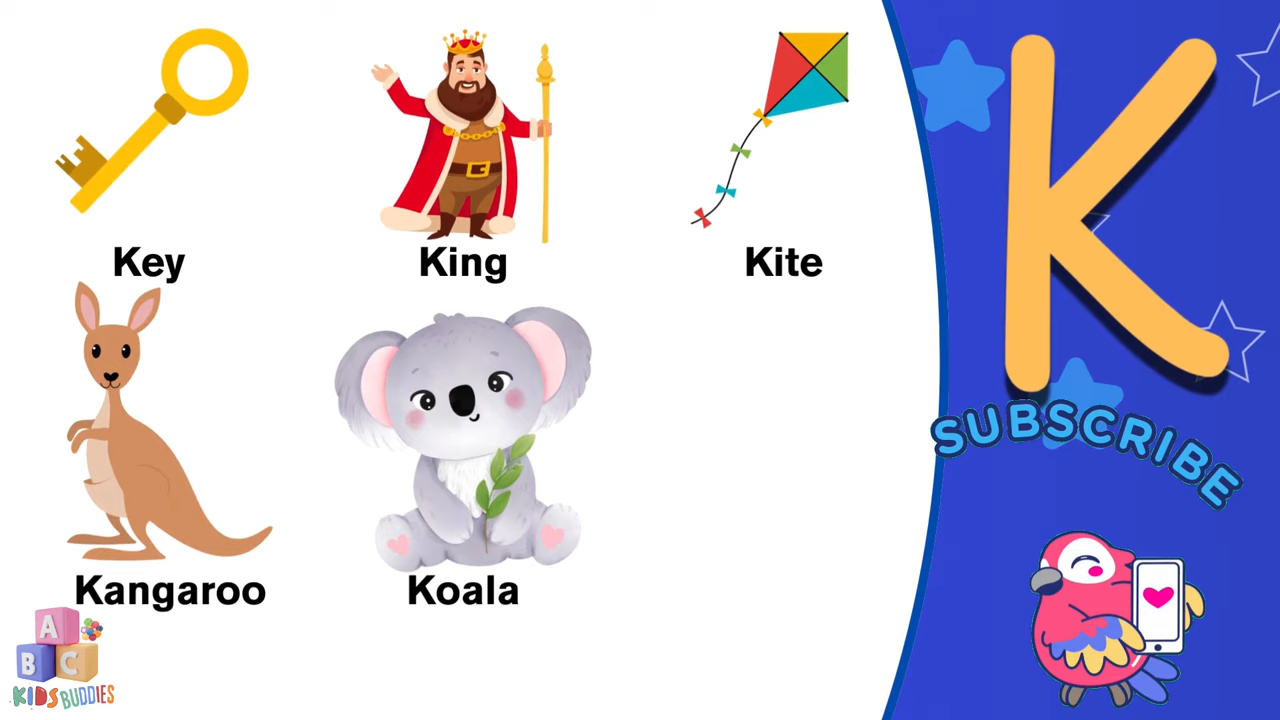 Key
King
Kite
K
Kangaroo
Koala
SUBSCRIBE
A
B C
KIDS BUDDIES